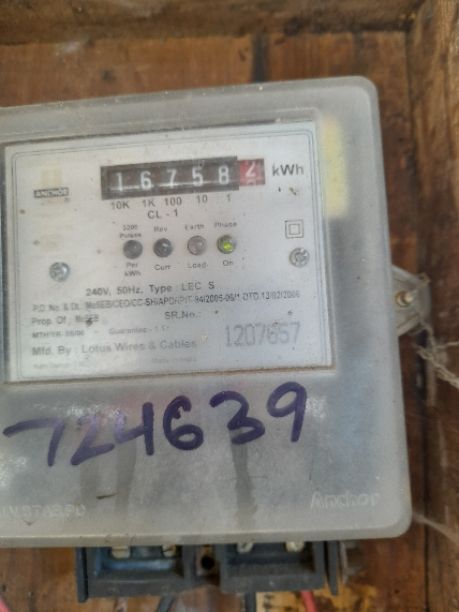 ANCHOR
16758 2 kWh
10K 1K 100 10 1
CL - 1
3200 Pulses Per kWh
Rev. Curr
Earth Load
Phase On
240V, 50Hz. Type : LEC S
Prop. Of
SR.No.: 1207657
Mfd. By : Lotus Wires & Cables
724639
Anchor